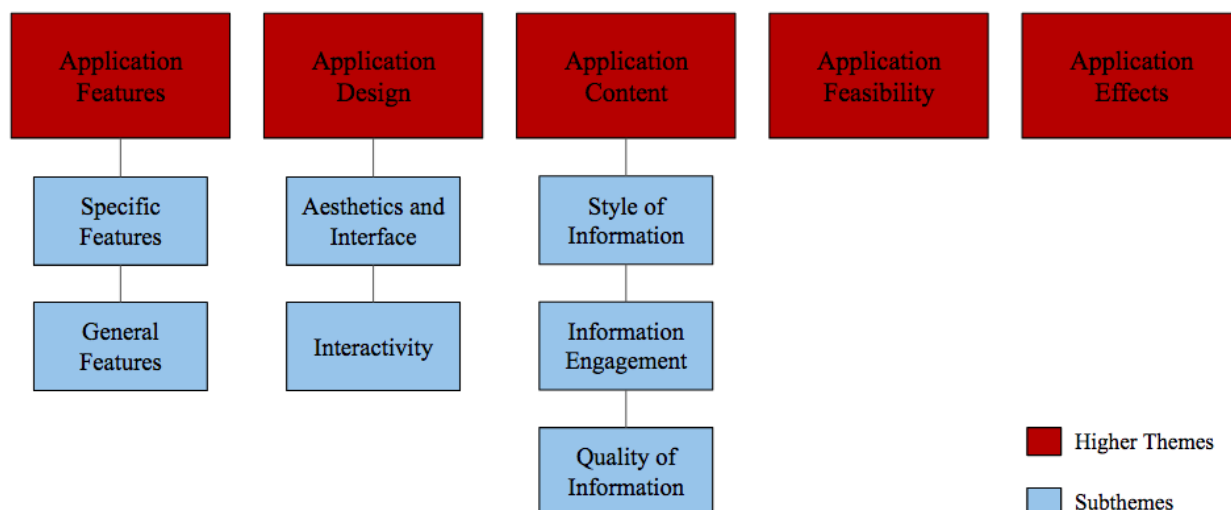 Application
Features
Application
Design
Application
Content
Application
Feasibility
Application
Effects
Specific
Features
Aesthetics and
Interface
Style of
Information
General
Features
Interactivity
Information
Engagement
Quality of
Information
Higher Themes
Subthemes